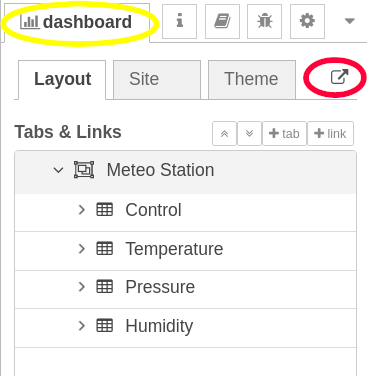 dashboard i
Layout Site Theme
Tabs & Links + tab + link
Meteo Station
Control
Temperature
Pressure
Humidity